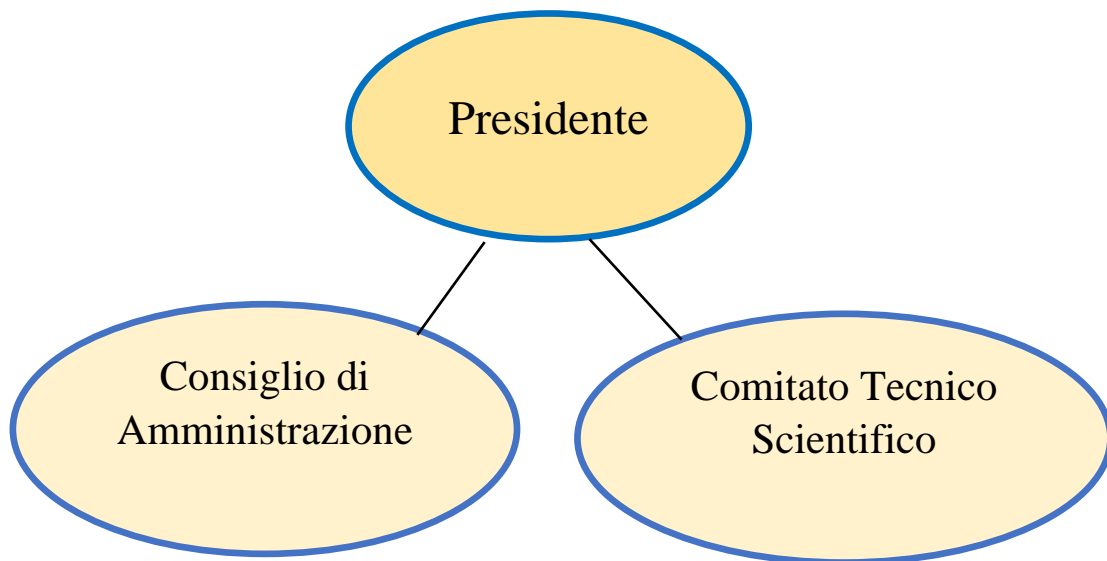 Presidente
Consiglio di
Amministrazione
Comitato Tecnico
Scientifico